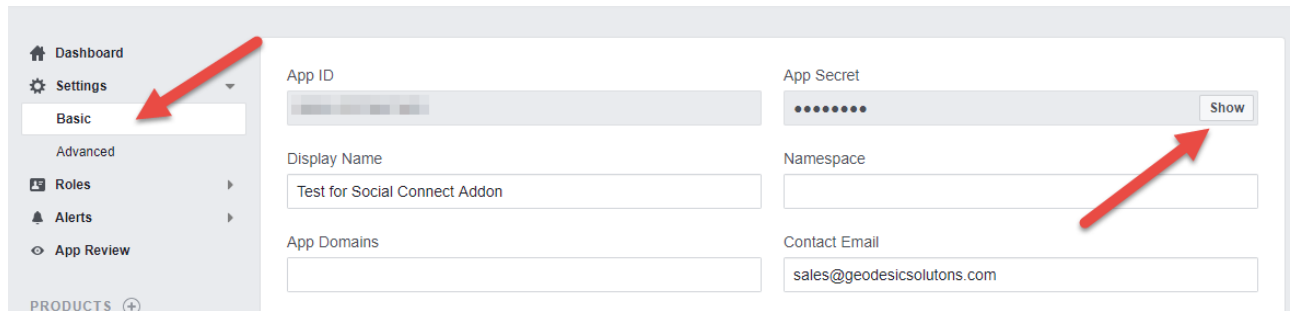 Dashboard
Settings
Basic
Advanced
Roles
Alerts
App Review
PRODUCTS
App ID
App Secret
●●●●●●●●
Show
Display Name
Namespace
Test for Social Connect Addon
App Domains
Contact Email
sales@geodesicsolutons.com